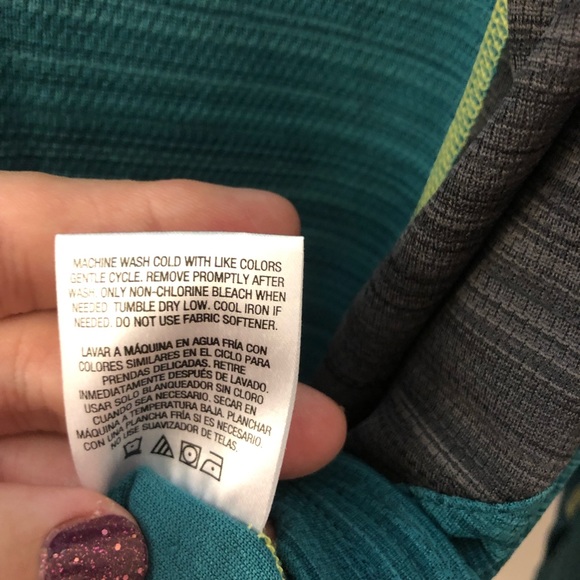 MACHINE WASH COLD WITH LIKE COLORS
GENTLE CYCLE. REMOVE PROMPTLY AFTER
WASH. ONLY NON-CHLORINE BLEACH WHEN
NEEDED. TUMBLE DRY LOW. COOL IRON IF
NEEDED. DO NOT USE FABRIC SOFTENER.
LAVAR A MÁQUINA EN AGUA FRÍA CON
COLORES SIMILARES EN EL CICLO PARA
PRENDAS DELICADAS. RETIRE
INMEDIATAMENTE DESPUÉS DE LAVADO.
USAR SOLO BLANQUEADOR SIN CLORO
CUANDO SEA NECESARIO. SECAR EN
MÁQUINA A TEMPERATURA BAJA. PLANCHAR
CON UNA PLANCHA FRÍA SI ES NECESARIO.
NO USE SUAVIZADOR DE TELAS.